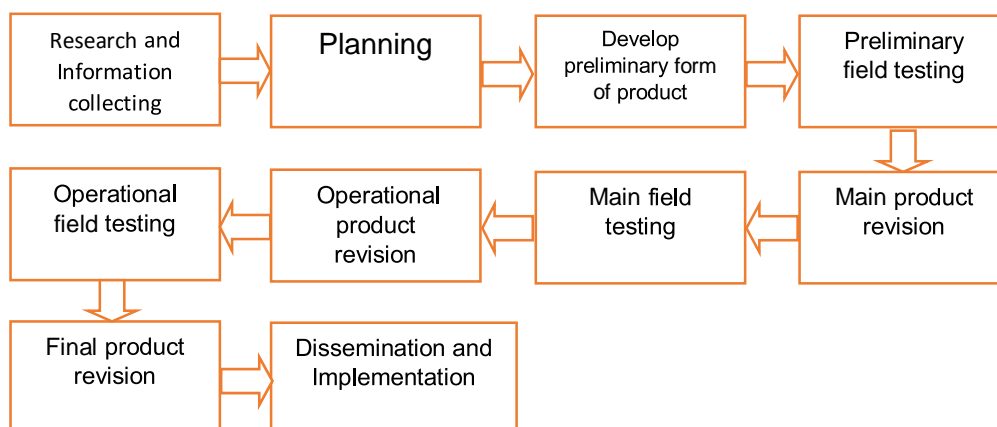 Research and
Information
collecting
Planning
Develop
preliminary form
of product
Preliminary
field testing
Main product
revision
Main field
testing
Operational
product
revision
Operational
field testing
Final product
revision
Dissemination and
Implementation